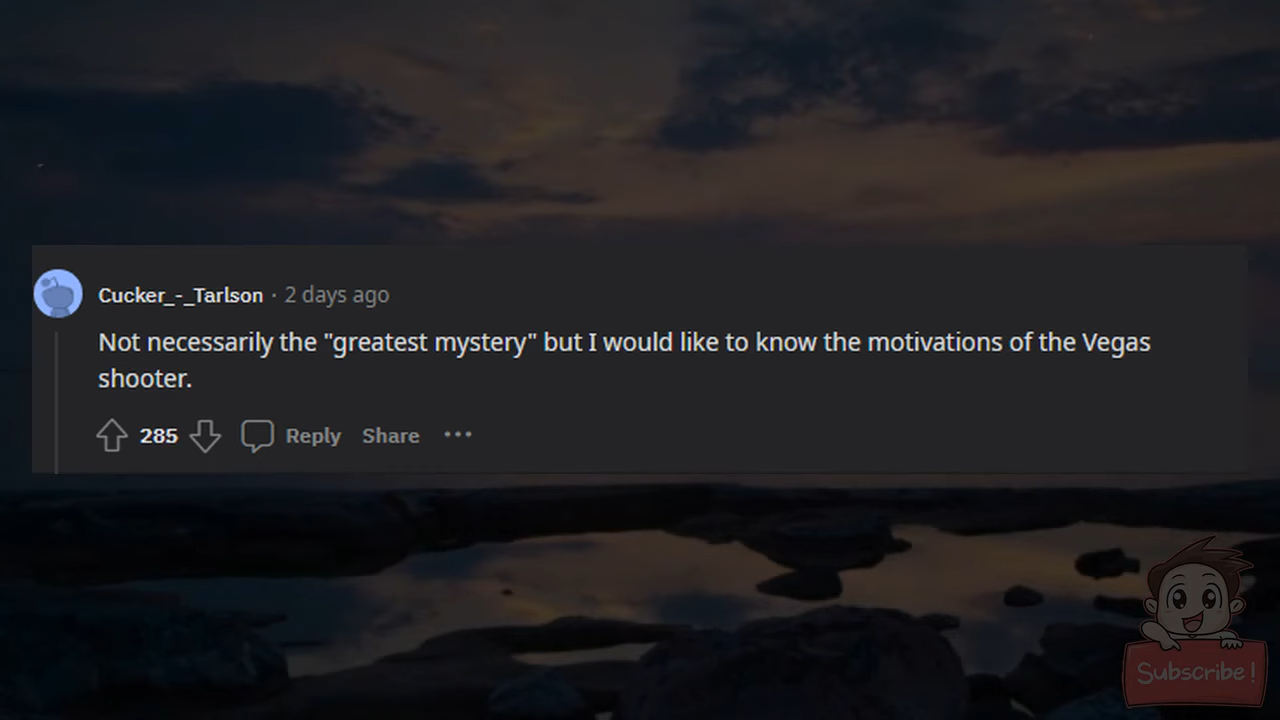 Cucker_-_Tarlson · 2 days ago
Not necessarily the "greatest mystery" but I would like to know the motivations of the Vegas
shooter.
285 Reply Share ···
Subscribe!